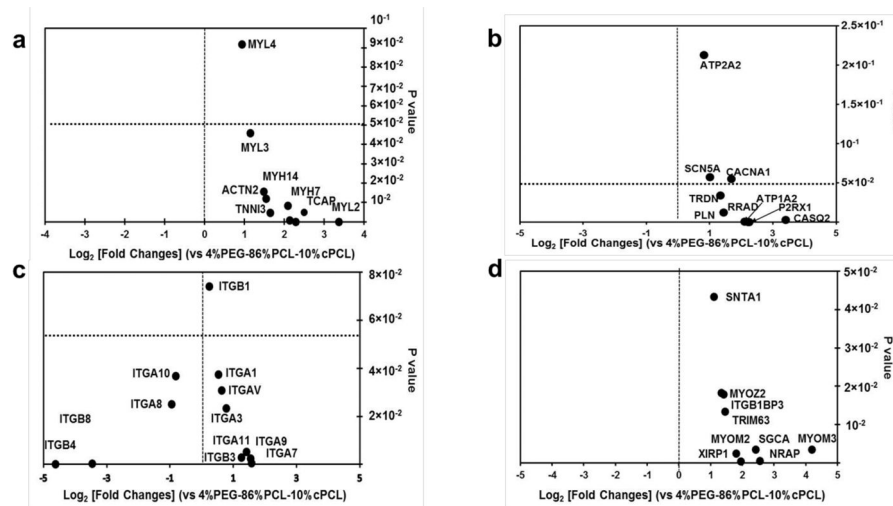 a
10⁻¹
9×10⁻²
8×10⁻²
7×10⁻²
6×10⁻²
5×10⁻²
4×10⁻²
3×10⁻²
2×10⁻²
10⁻²
P value
MYL4
MYL3
MYH14
ACTN2
MYH7
TCAP
TNNI3
MYL2
-4 -3 -2 -1 0 1 2 3 4
Log₂ [Fold Changes] (vs 4%PEG-86%PCL-10%cPCL)
b
2.5×10⁻¹
2×10⁻¹
1.5×10⁻¹
10⁻¹
5×10⁻²
P value
ATP2A2
SCN5A
CACNA1
TRDN
ATP1A2
RRAD
P2RX1
PLN
CASQ2
-5 -3 -1 1 3 5
Log₂ [Fold Changes] (vs 4%PEG-86%PCL-10%cPCL)
c
8×10⁻²
6×10⁻²
4×10⁻²
2×10⁻²
P value
ITGB1
ITGA10
ITGA1
ITGAV
ITGA8
ITGA3
ITGB8
ITGA11
ITGA9
ITGB4
ITGB3
ITGA7
-5 -3 -1 1 3 5
Log₂ [Fold Changes] (vs 4%PEG-86%PCL-10%cPCL)
d
5×10⁻²
4×10⁻²
3×10⁻²
2×10⁻²
10⁻²
P value
SNTA1
MYOZ2
ITGB1BP3
TRIM63
MYOM2
SGCA
MYOM3
XIRP1
NRAP
-5 -4 -3 -2 -1 0 1 2 3 4 5
Log₂ [Fold Changes] (vs 4%PEG-86%PCL-10%cPCL)